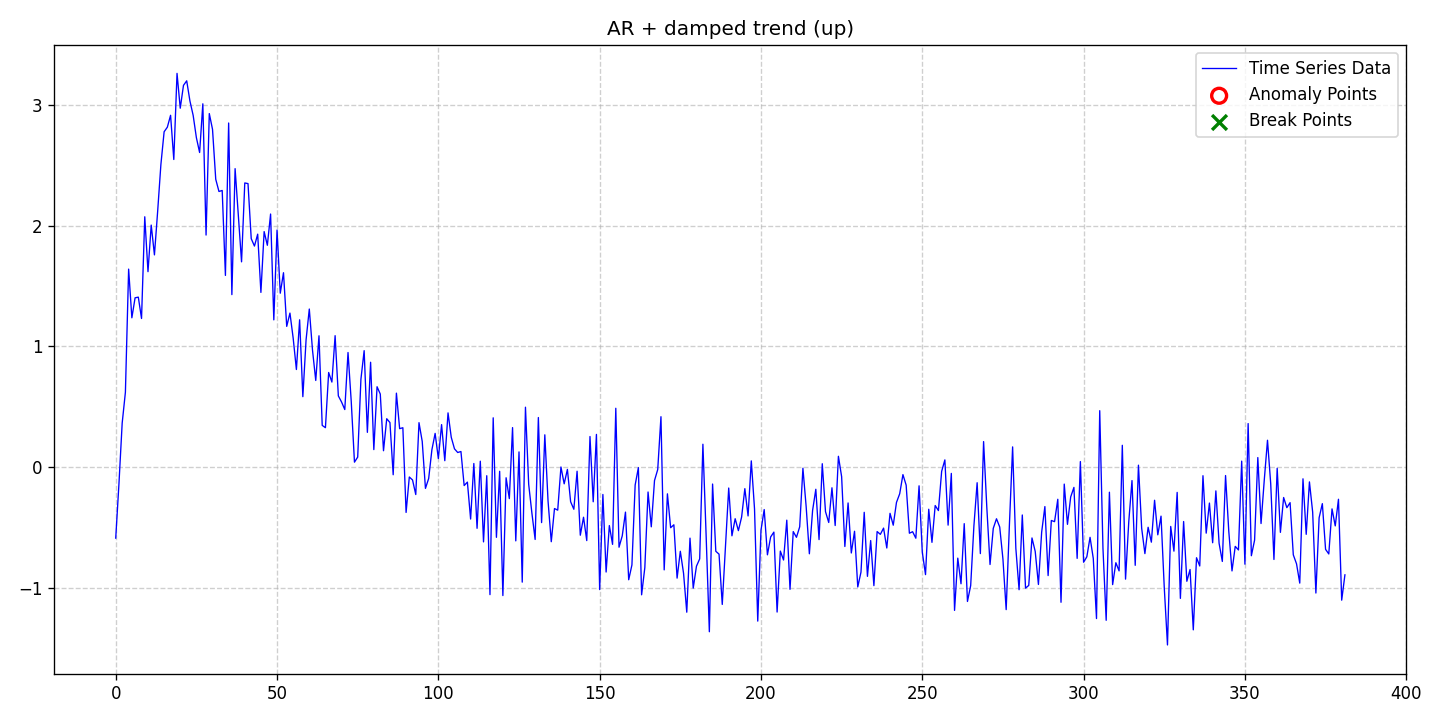 AR + damped trend (up)
Time Series Data
Anomaly Points
Break Points
3
2
1
0
−1
0 50 100 150 200 250 300 350 400